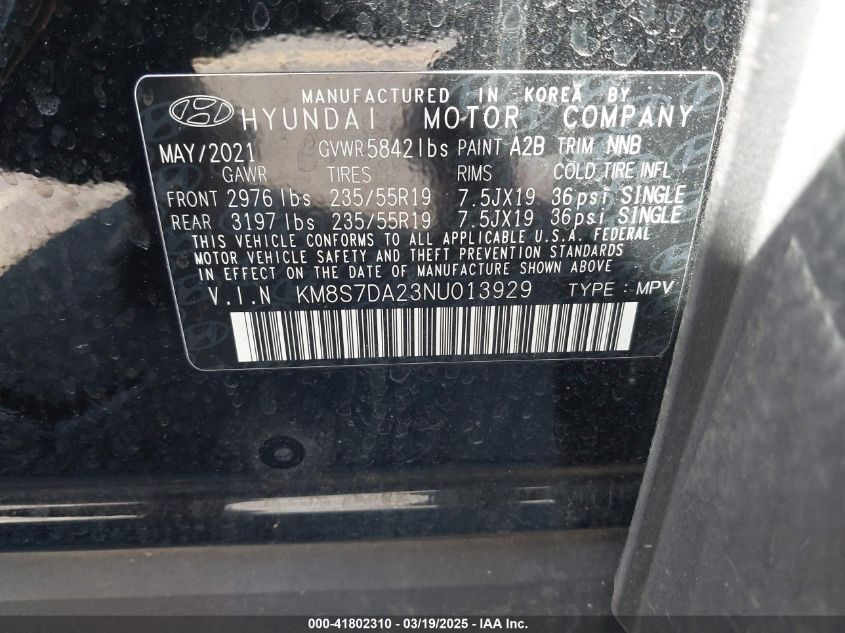 MANUFACTURED IN KOREA BY
HYUNDAI MOTOR COMPANY
MAY/2021 GVWR 5842 lbs PAINT A2B TRIM NNB
GAWR TIRES RIMS COLD TIRE INFL
FRONT 2976 lbs 235/55R19 7.5JX19 36psi SINGLE
REAR 3197 lbs 235/55R19 7.5JX19 36psi SINGLE
THIS VEHICLE CONFORMS TO ALL APPLICABLE U.S.A. FEDERAL
MOTOR VEHICLE SAFETY AND THEFT PREVENTION STANDARDS
IN EFFECT ON THE DATE OF MANUFACTURE SHOWN ABOVE
V.I.N KM8S7DA23NU013929 TYPE : MPV
000-41802310 - 03/19/2025 - IAA Inc.